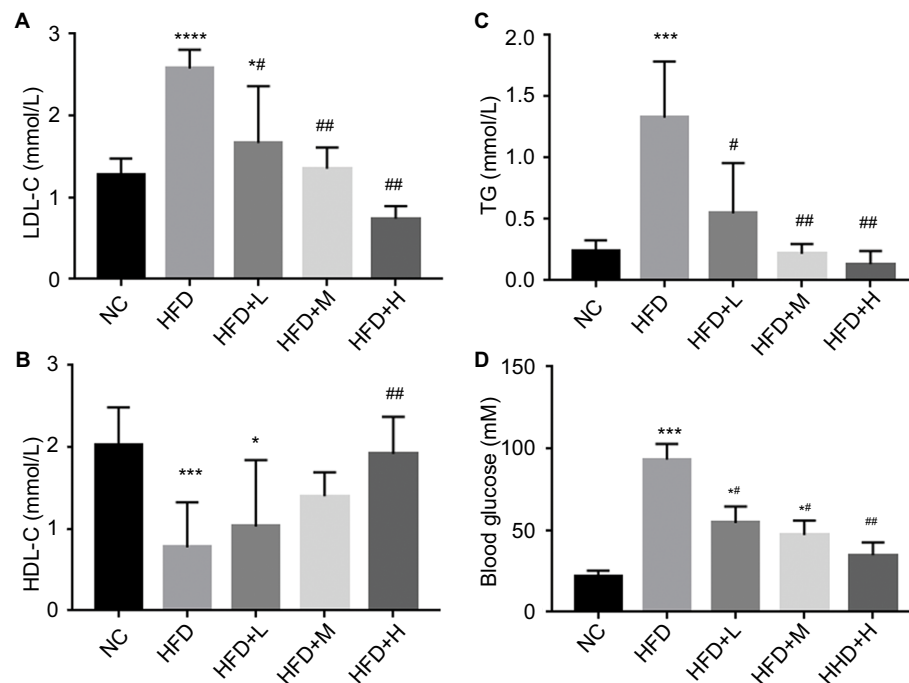 A
LDL-C (mmol/L)
3
2
1
0
****
*#
##
##
NC
HFD
HFD+L
HFD+M
HFD+H
C
TG (mmol/L)
2.0
1.5
1.0
0.5
0.0
***
#
##
##
NC
HFD
HFD+L
HFD+M
HFD+H
B
HDL-C (mmol/L)
3
2
1
0
***
*
##
NC
HFD
HFD+L
HFD+M
HFD+H
D
Blood glucose (mM)
150
100
50
0
***
*#
*#
##
NC
HFD
HFD+L
HFD+M
HHD+H